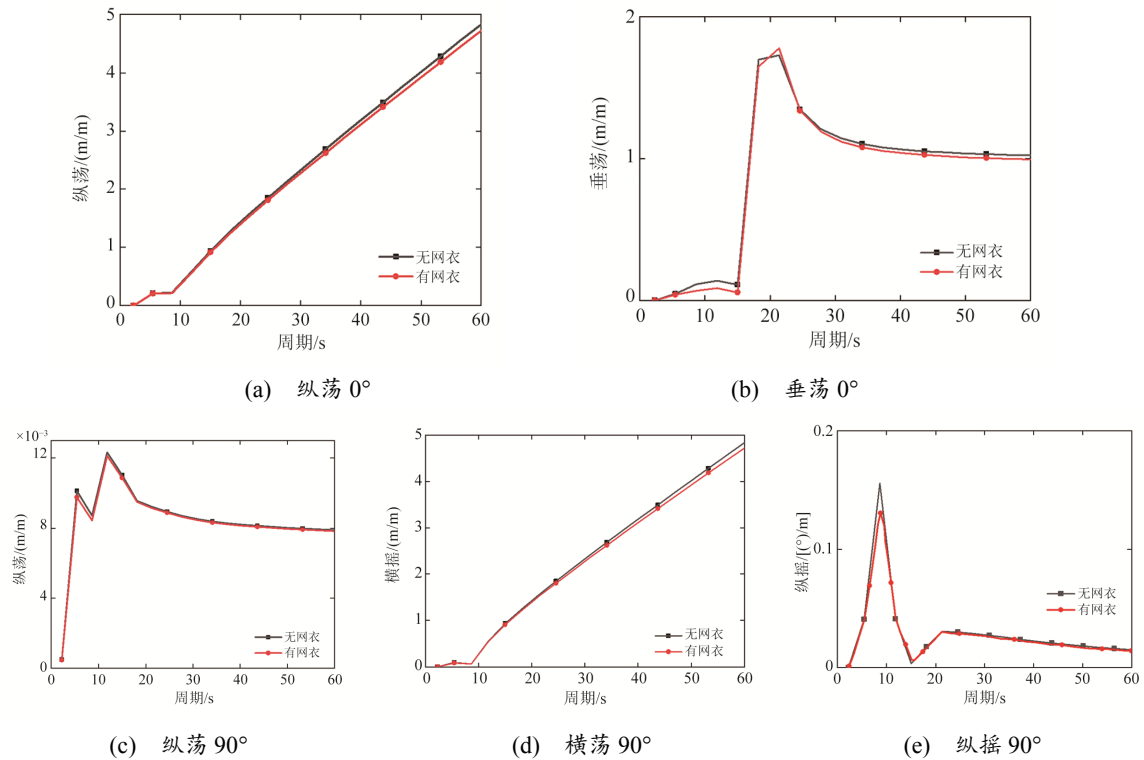 5
4
3
2
1
0
纵荡/(m/m)
0
10
20
30
40
50
60
周期/s
无网衣
有网衣
(a) 纵荡 0°
2
1
0
垂荡/(m/m)
0
10
20
30
40
50
60
周期/s
无网衣
有网衣
(b) 垂荡 0°
×10⁻³
12
8
4
0
纵荡/(m/m)
0
10
20
30
40
50
60
周期/s
无网衣
有网衣
(c) 纵荡 90°
5
4
3
2
1
0
横摇/(m/m)
0
10
20
30
40
50
60
周期/s
无网衣
有网衣
(d) 横荡 90°
0.2
0.1
0
纵摇/[(°)/m]
0
10
20
30
40
50
60
周期/s
无网衣
有网衣
(e) 纵摇 90°